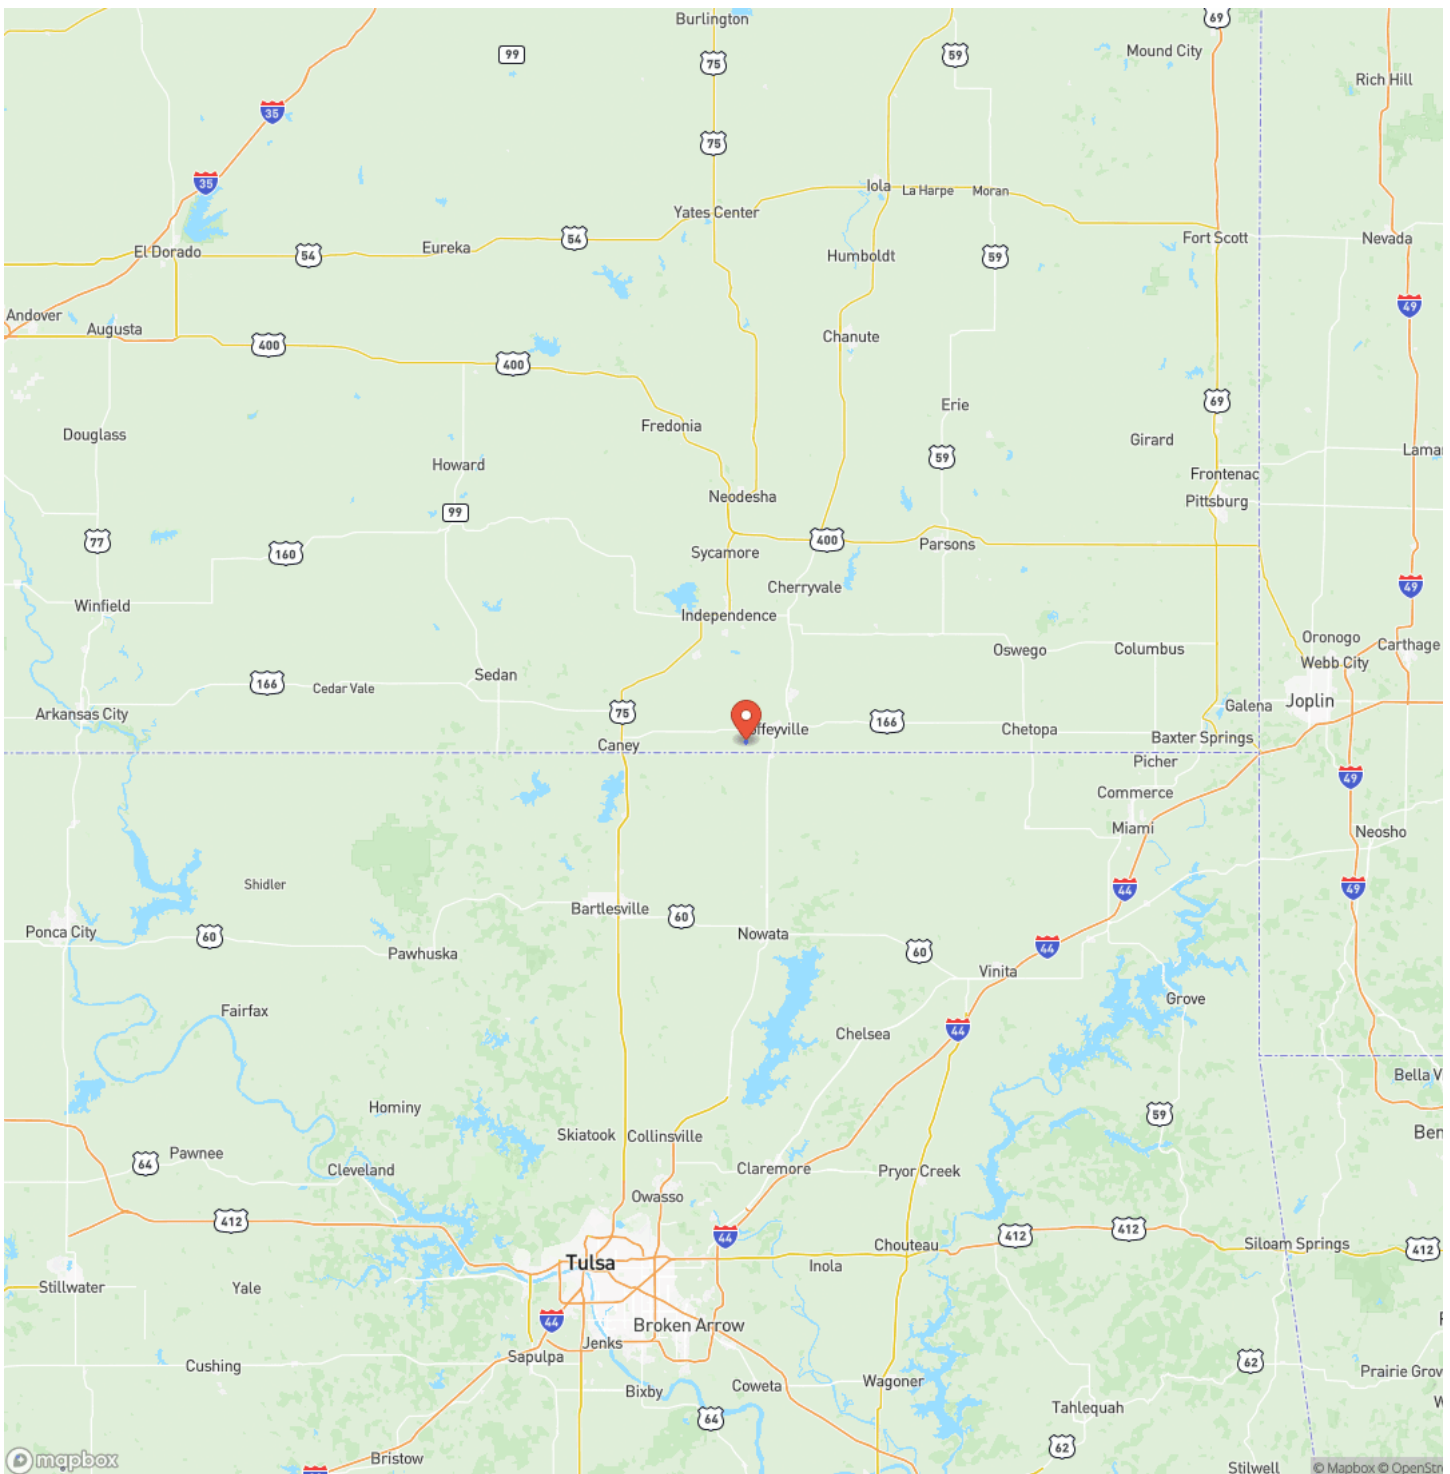 Burlington
69
99
75
59
Mound City
Rich Hill
35
75
35
Iola
La Harpe
Moran
Yates Center
El Dorado
54
Eureka
54
Humboldt
59
Fort Scott
Nevada
Andover
Augusta
49
400
400
Chanute
69
Erie
Douglass
Fredonia
Girard
Howard
59
Lamar
Frontenac
Neodesha
Pittsburg
99
77
160
Sycamore
400
Parsons
Cherryvale
49
Winfield
Independence
Oronogo
Carthage
Oswego
Columbus
Webb City
Sedan
166
Cedar Vale
Joplin
Galena
Arkansas City
75
166
offeyville
Chetopa
Baxter Springs
Caney
Picher
49
Commerce
Miami
Neosho
Shidler
44
49
Bartlesville
60
Ponca City
60
Nowata
44
60
Pawhuska
Vinita
Grove
Fairfax
44
Chelsea
Bella V
Hominy
59
Skiatook
Collinsville
Ben
Pawnee
64
Cleveland
Claremore
Pryor Creek
Owasso
412
44
412
412
Chouteau
Siloam Springs
412
Tulsa
Inola
Stillwater
Yale
44
Broken Arrow
Jenks
Sapulpa
Cushing
62
Prairie Grov
Bixby
Coweta
Wagoner
64
Tahlequah
62
Bristow
mapbox
Stilwell
© Mapbox © OpenStr